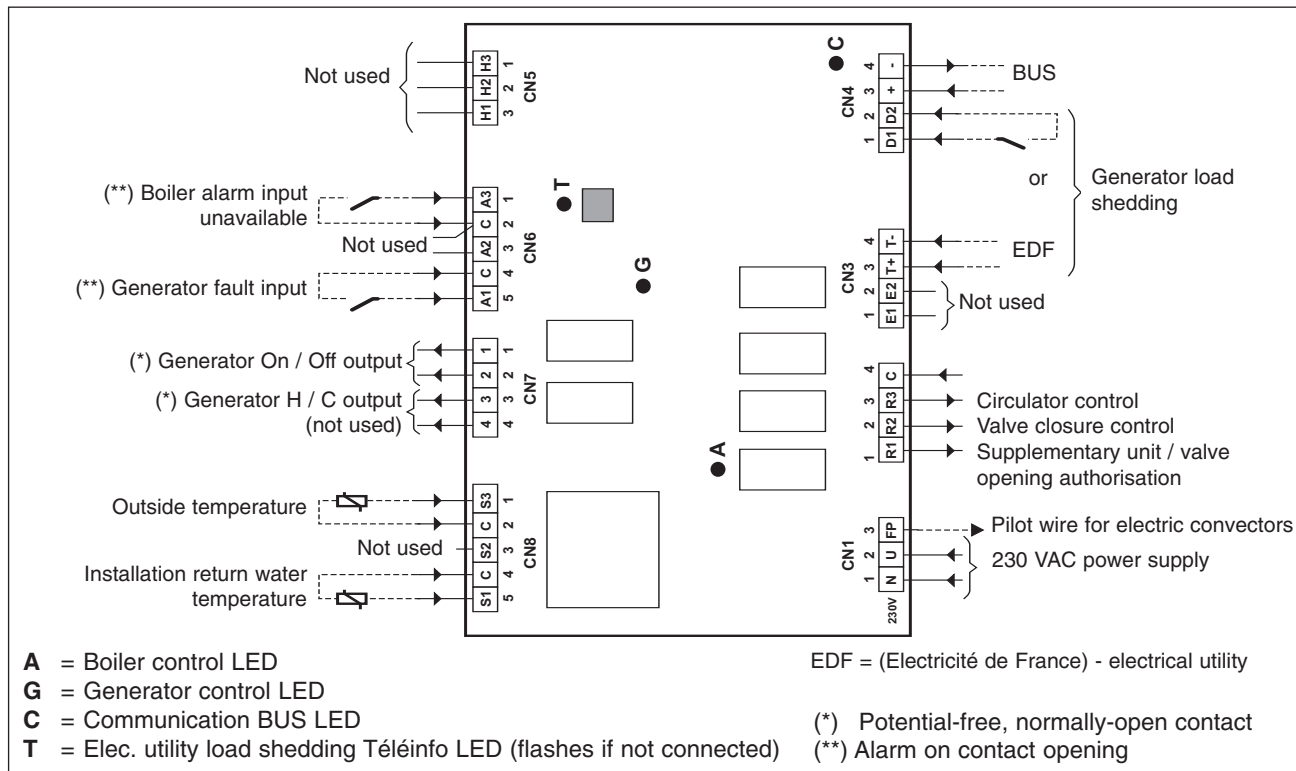 Not used
H3 1
H2 2
H1 3
CN5
(**) Boiler alarm input
unavailable
Not used
(**) Generator fault input
A3 1
C 2
A2 3
C 4
A1 5
CN6
(*) Generator On / Off output
(*) Generator H / C output
(not used)
1 1
2 2
3 3
4 4
CN7
Outside temperature
Not used
Installation return water
temperature
S3 1
C 2
S2 3
C 4
S1 5
CN8
T
G
A
C
CN4
4 -
3 +
2 D2
1 D1
BUS
or
Generator load
shedding
CN3
4 T-
3 T+
2 E2
1 E1
EDF
Not used
4 C
3 R3
2 R2
1 R1
Circulator control
Valve closure control
Supplementary unit / valve
opening authorisation
CN1
3 FP
2 U
1 N
230V
Pilot wire for electric convectors
230 VAC power supply
A = Boiler control LED
G = Generator control LED
C = Communication BUS LED
T = Elec. utility load shedding Téléinfo LED (flashes if not connected)
EDF = (Electricité de France) - electrical utility
(*) Potential-free, normally-open contact
(**) Alarm on contact opening